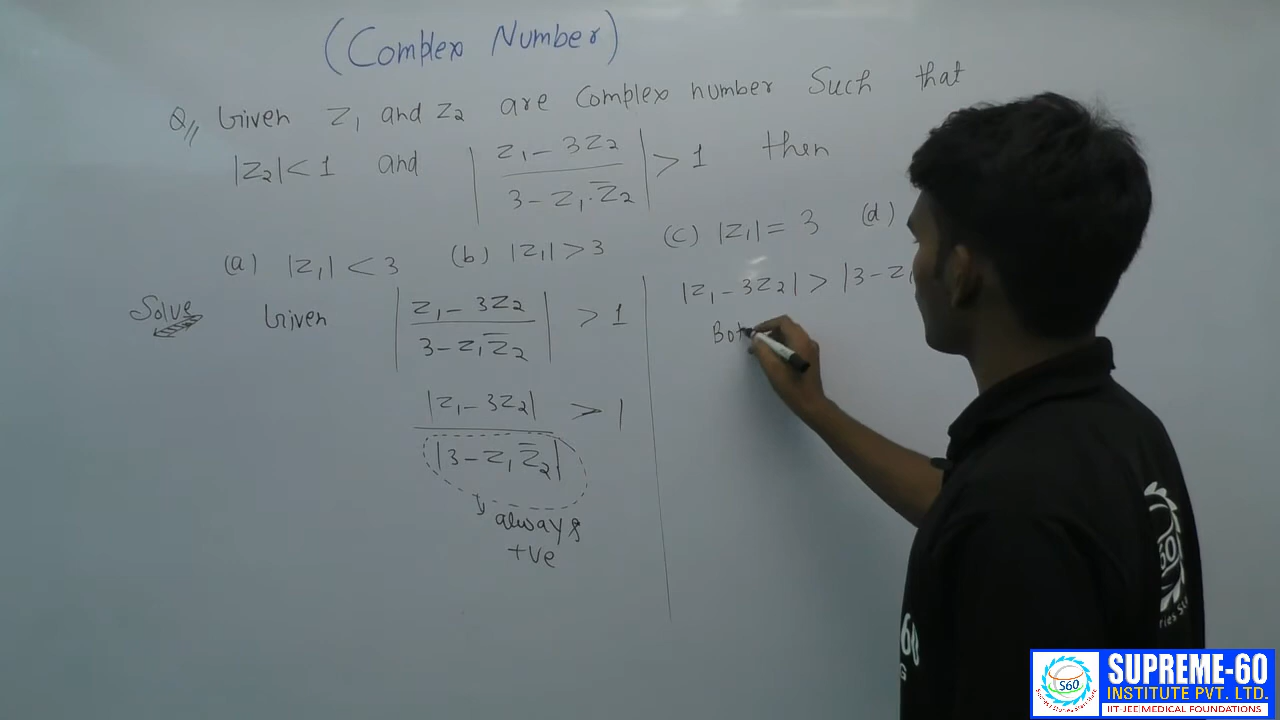 (Complex Number)
Q// Given Z₁ and Z₂ are Complex number Such that
|Z₂| < 1 and | Z₁ − 3Z₂ / 3 − Z₁.Z̅₂ | > 1 then
(a) |Z₁| < 3 (b) |Z₁| > 3 (c) |Z₁| = 3 (d)
Solve Given | Z₁ − 3Z₂ / 3 − Z₁Z̅₂ | > 1
|Z₁ − 3Z₂| / |3 − Z₁Z̅₂| > 1
always
+ve
|Z₁ − 3Z₂| > |3 − Z₁
Bot
60
G
S60
SUPREME-60
INSTITUTE PVT. LTD.
IIT-JEE|MEDICAL FOUNDATIONS